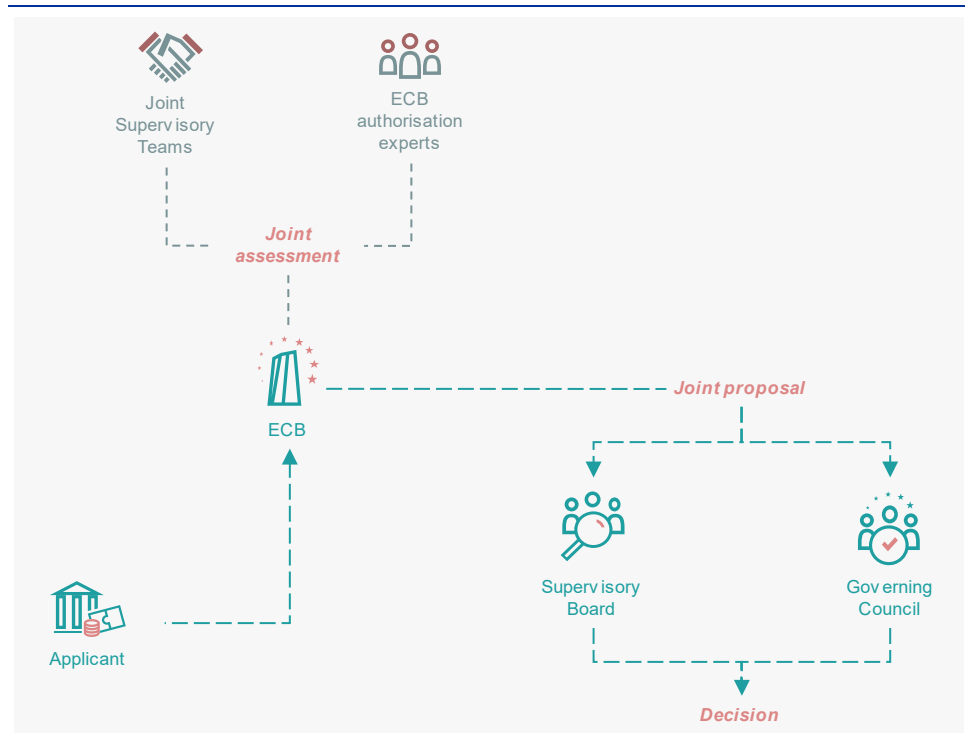 Joint
Supervisory
Teams
ECB
authorisation
experts
Joint
assessment
ECB
Joint proposal
Supervisory
Board
Governing
Council
Applicant
Decision